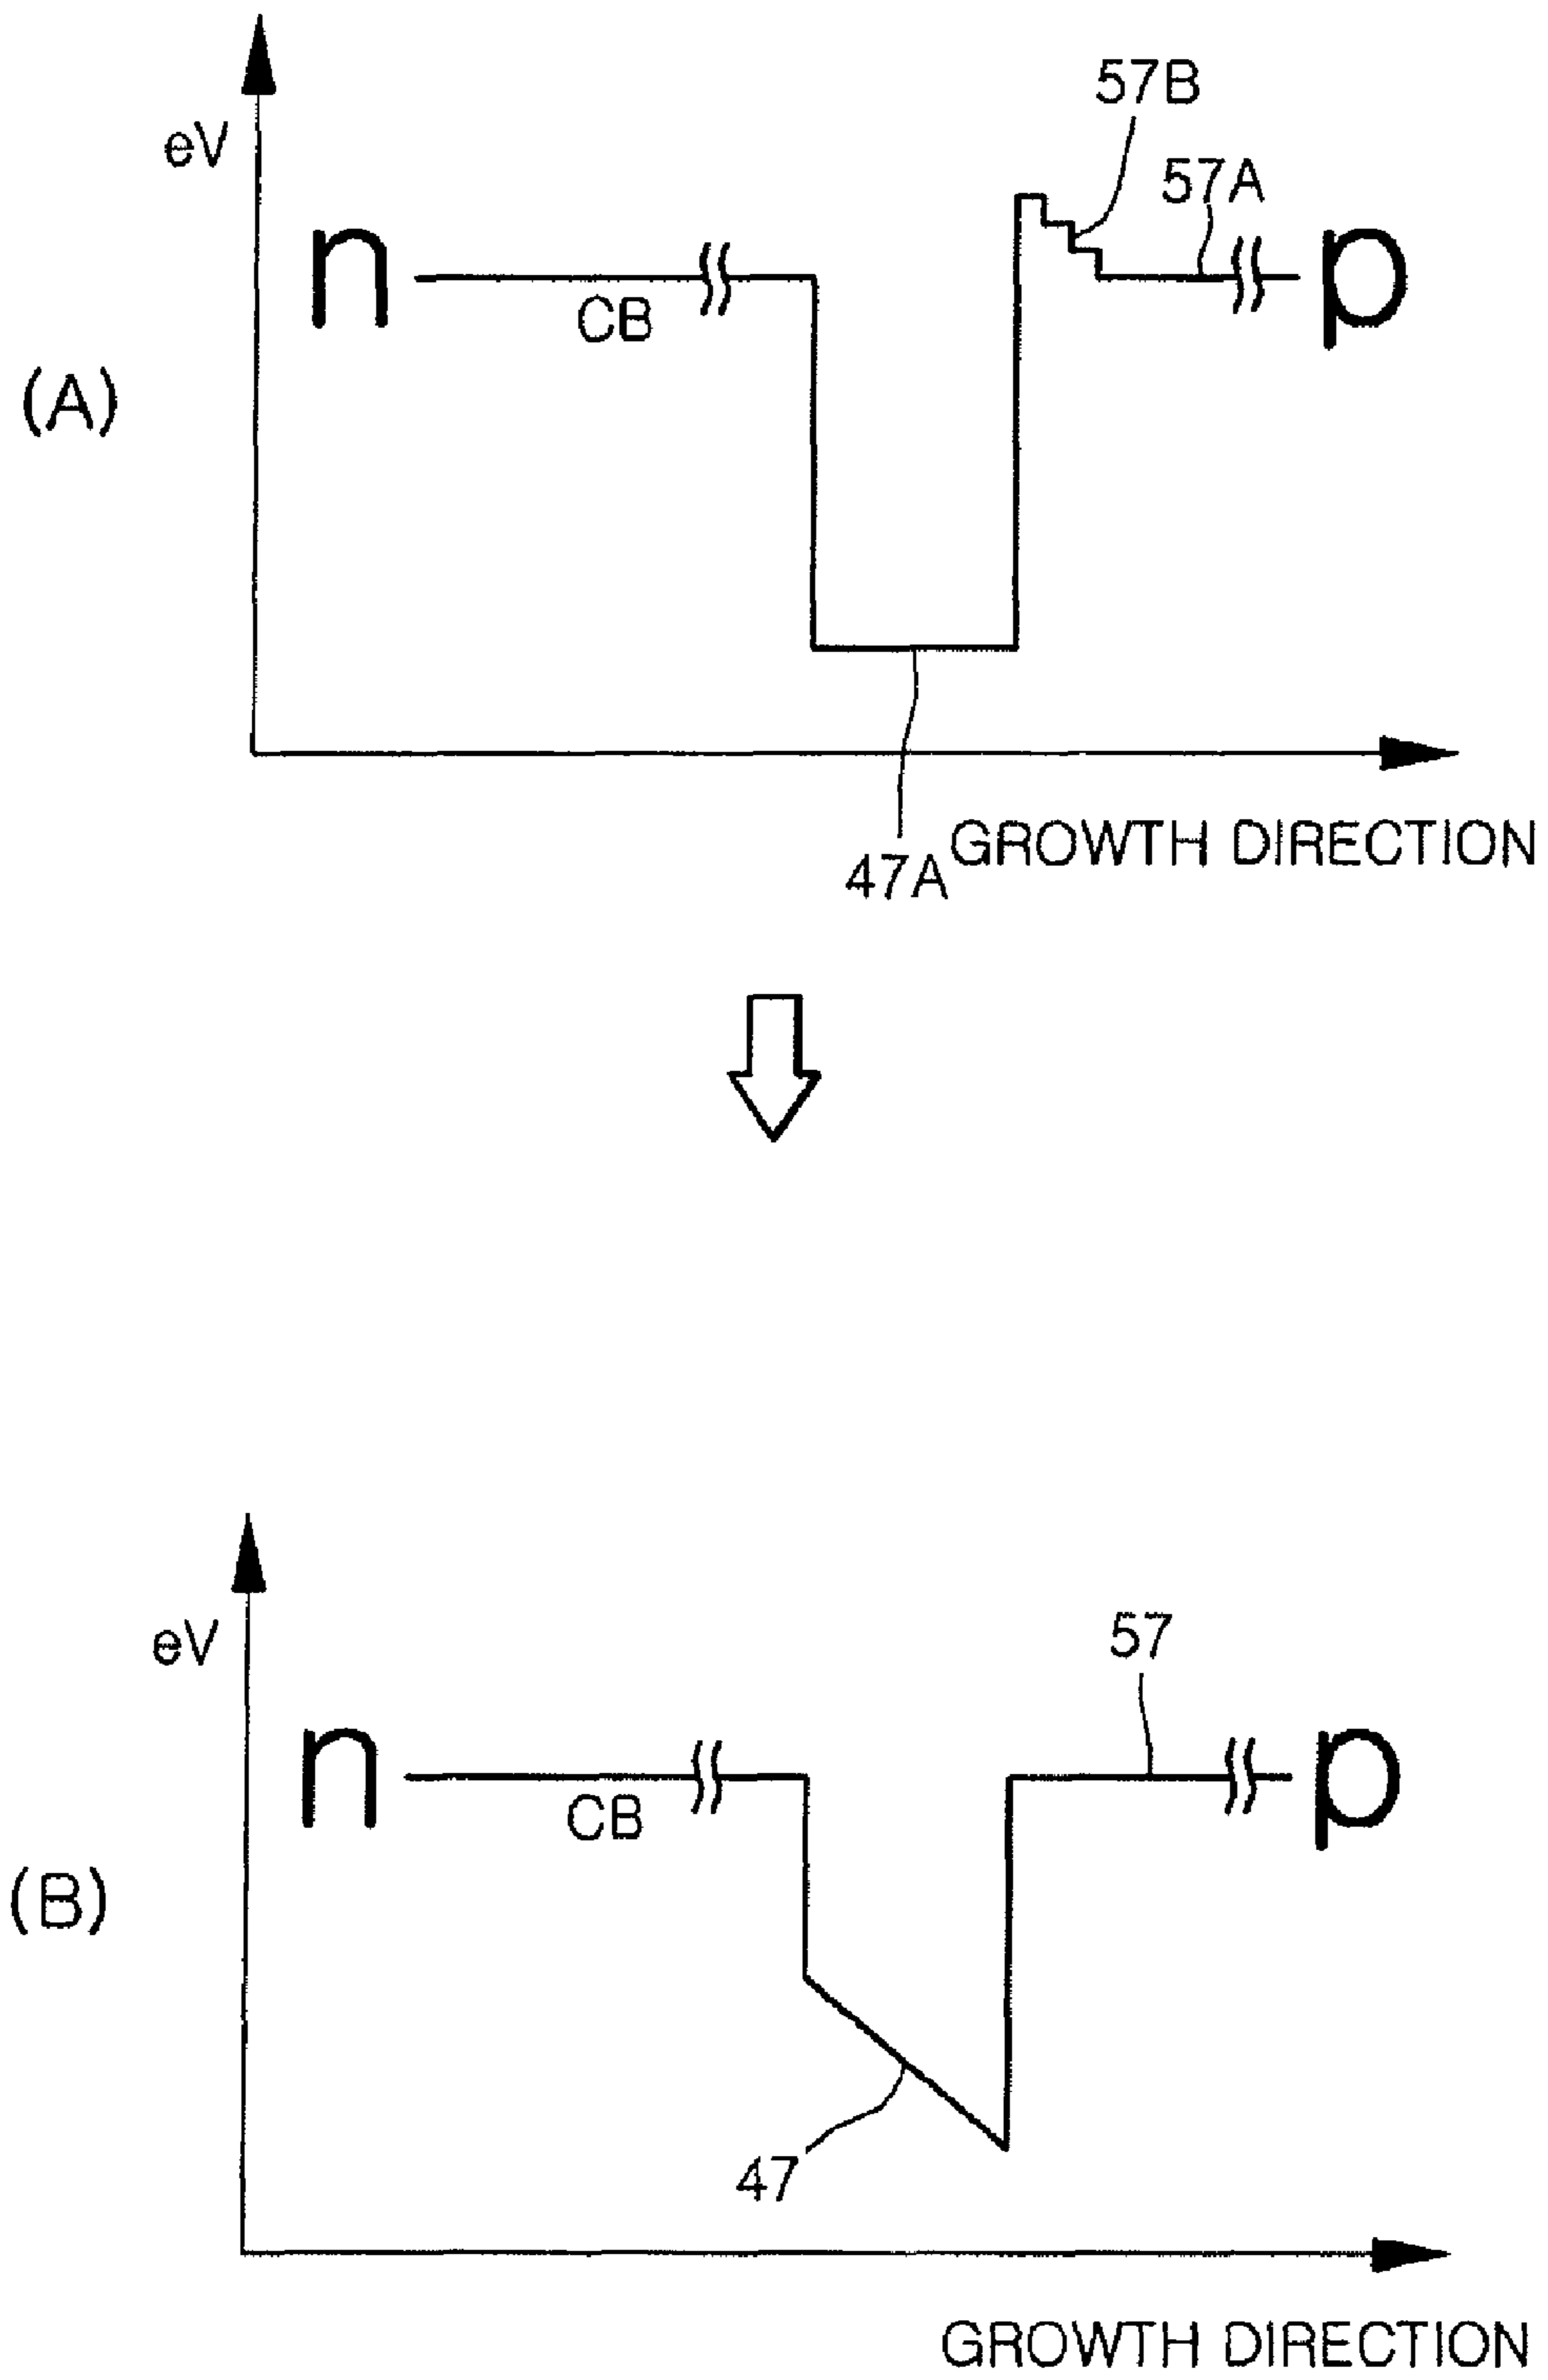 57B
eV
57A
n
p
CB
(A)
GROWTH DIRECTION
47A
eV
57
n
p
CB
(B)
47
GROWTH DIRECTION